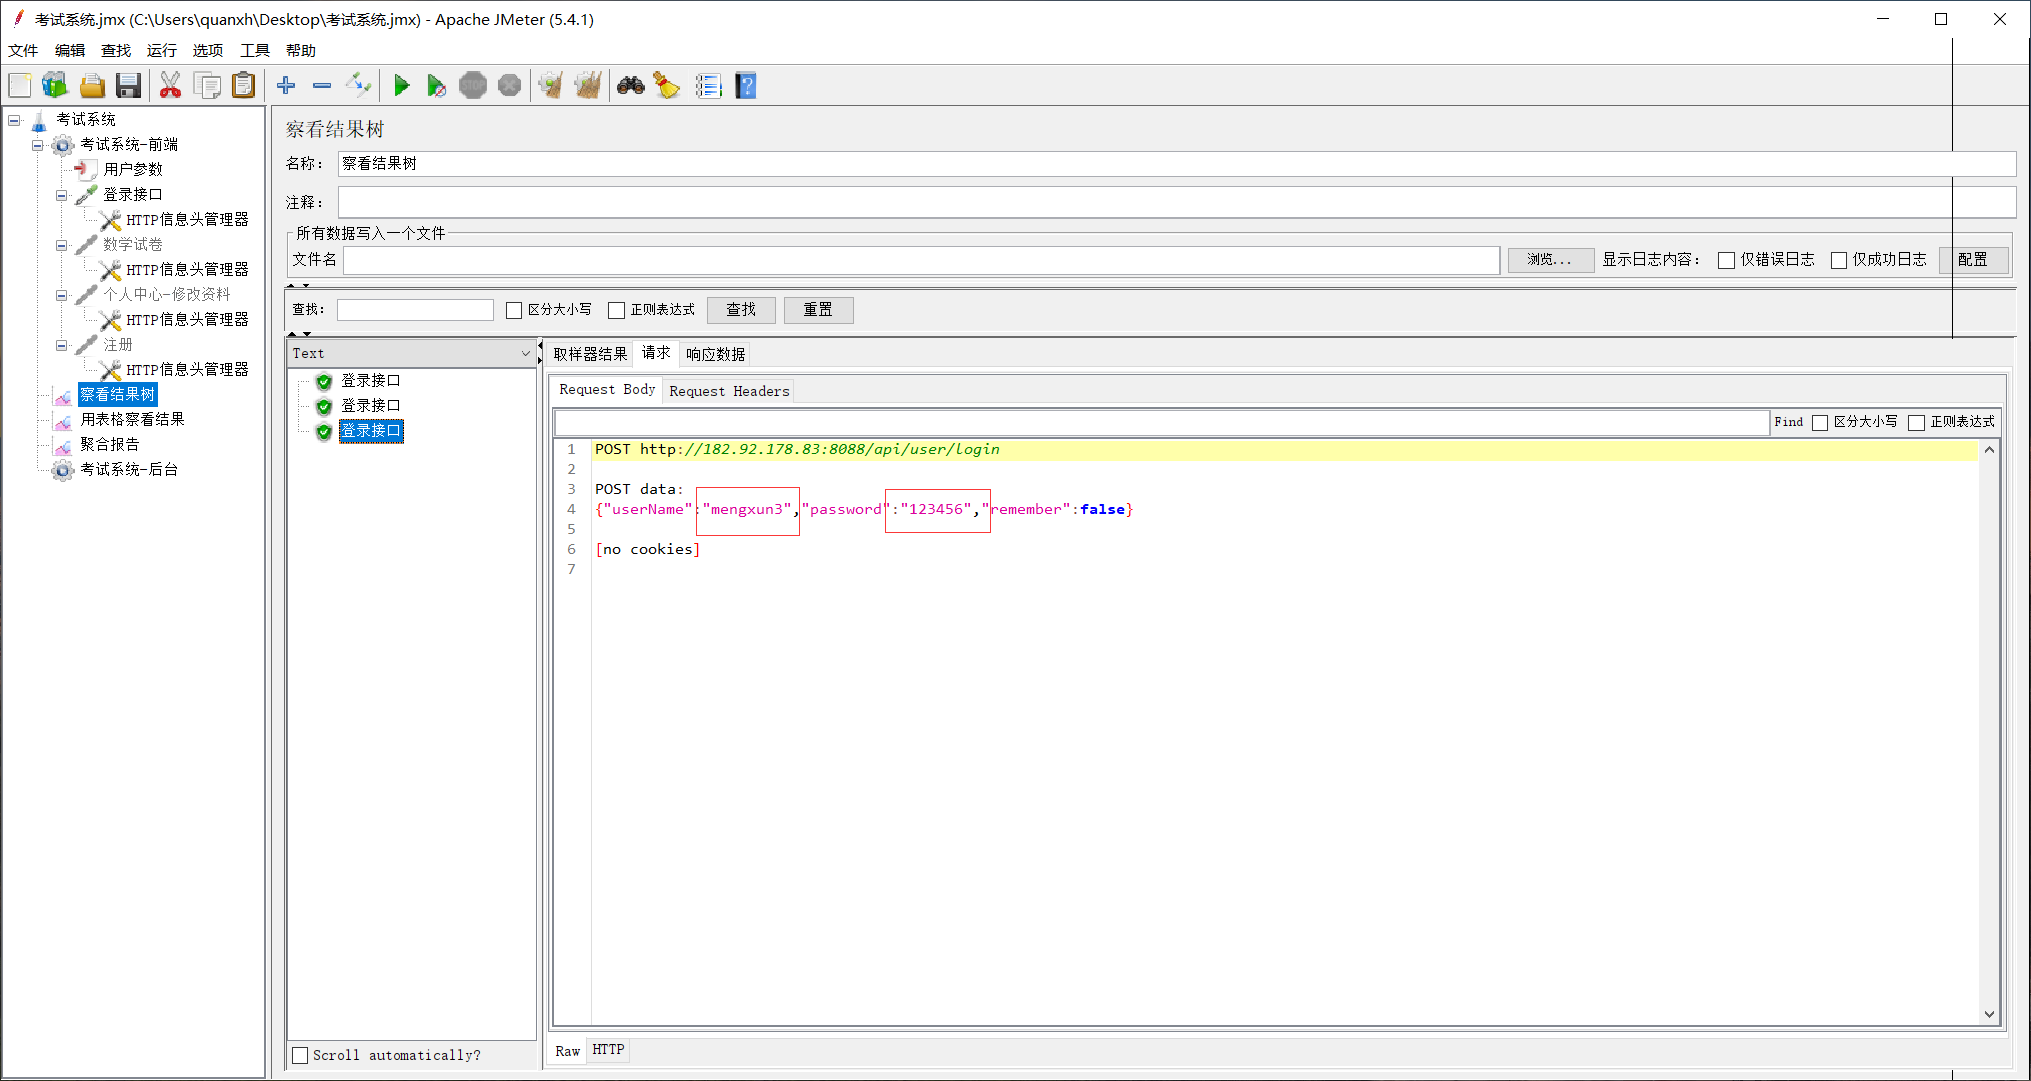 考试系统.jmx (C:\Users\quanxh\Desktop\考试系统.jmx) - Apache JMeter (5.4.1)
文件 编辑 查找 运行 选项 工具 帮助
考试系统
考试系统-前端
用户参数
登录接口
HTTP信息头管理器
数学试卷
HTTP信息头管理器
个人中心-修改资料
HTTP信息头管理器
注册
HTTP信息头管理器
察看结果树
用表格察看结果
聚合报告
考试系统-后台
察看结果树
名称： 察看结果树
注释：
所有数据写入一个文件
文件名 浏览... 显示日志内容： 仅错误日志 仅成功日志 配置
查找： 区分大小写 正则表达式 查找 重置
Text
登录接口
登录接口
登录接口
Scroll automatically?
取样器结果 请求 响应数据
Request Body Request Headers
Find 区分大小写 正则表达式
1 POST http://182.92.178.83:8088/api/user/login
2
3 POST data:
4 {"userName":"mengxun3","password":"123456","remember":false}
5
6 [no cookies]
7
Raw HTTP